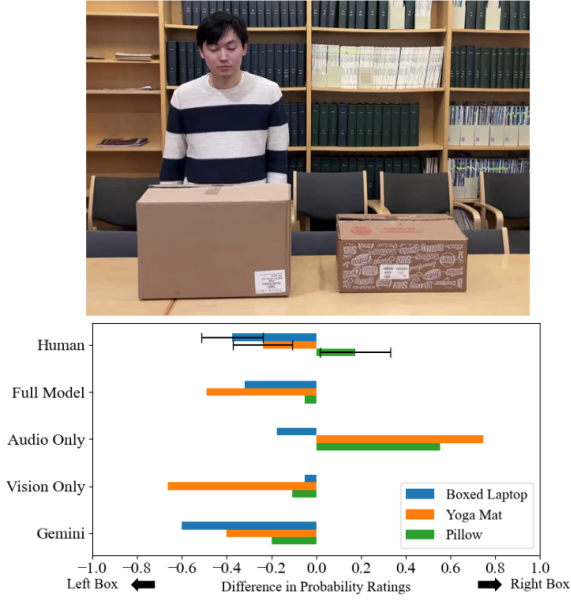 Human
Full Model
Audio Only
Vision Only
Gemini
Boxed Laptop
Yoga Mat
Pillow
−1.0 −0.8 −0.6 −0.4 −0.2 0.0 0.2 0.4 0.6 0.8 1.0
Left Box Difference in Probability Ratings Right Box